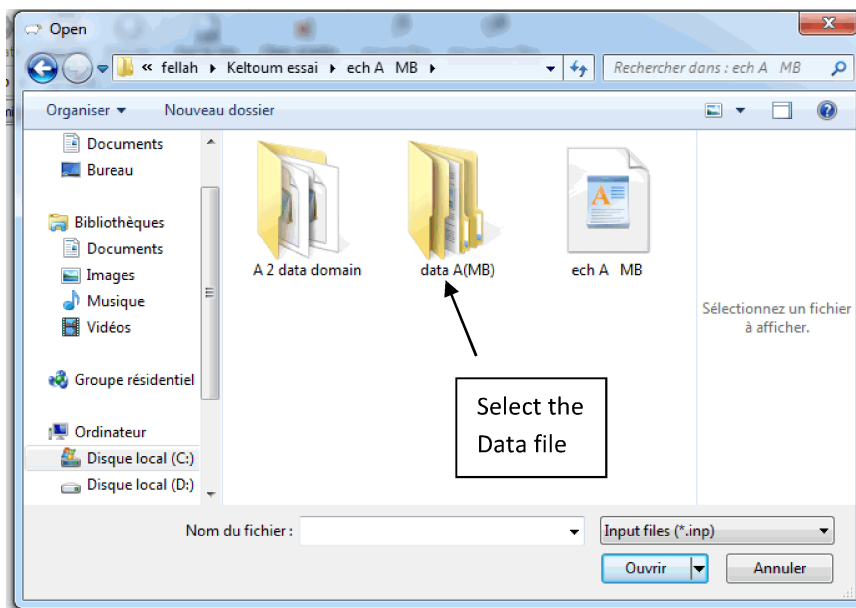 Open
« fellah ▸ Keltoum essai ▸ ech A MB ▸
Rechercher dans : ech A MB
Organiser ▼ Nouveau dossier
Documents
Bureau
Bibliothèques
Documents
Images
Musique
Vidéos
Groupe résidentiel
Ordinateur
Disque local (C:)
Disque local (D:)
A 2 data domain
data A(MB)
ech A MB
Sélectionnez un fichier
à afficher.
Select the
Data file
Nom du fichier :
Input files (*.inp)
Ouvrir
Annuler